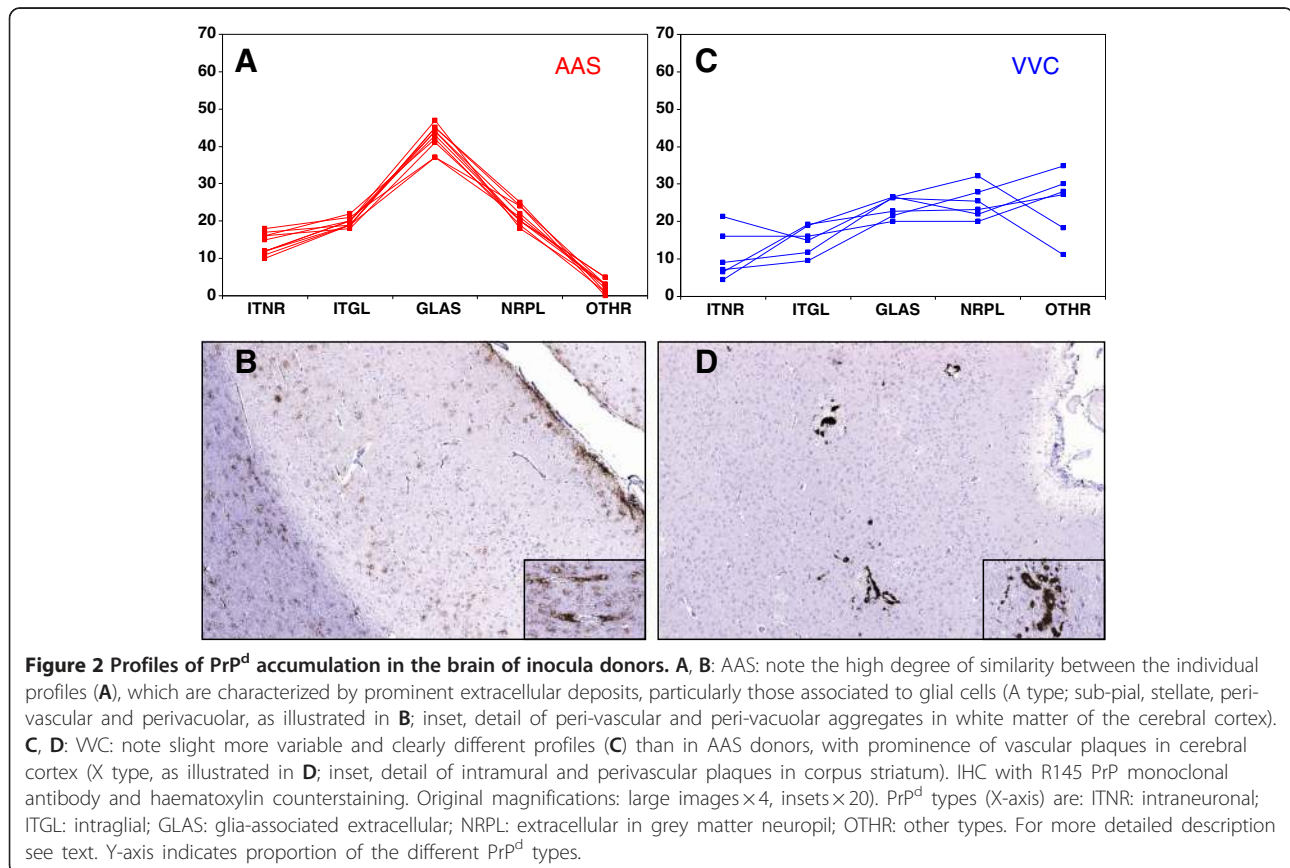 70
60
50
40
30
20
10
0
A
AAS
ITNR ITGL GLAS NRPL OTHR
70
60
50
40
30
20
10
0
C
VVC
ITNR ITGL GLAS NRPL OTHR
B
D
Figure 2 Profiles of PrPᵈ accumulation in the brain of inocula donors. A, B: AAS: note the high degree of similarity between the individual
profiles (A), which are characterized by prominent extracellular deposits, particularly those associated to glial cells (A type; sub-pial, stellate, peri-
vascular and perivacuolar, as illustrated in B; inset, detail of peri-vascular and peri-vacuolar aggregates in white matter of the cerebral cortex).
C, D: VVC: note slight more variable and clearly different profiles (C) than in AAS donors, with prominence of vascular plaques in cerebral
cortex (X type, as illustrated in D; inset, detail of intramural and perivascular plaques in corpus striatum). IHC with R145 PrP monoclonal
antibody and haematoxylin counterstaining. Original magnifications: large images × 4, insets × 20). PrPᵈ types (X-axis) are: ITNR: intraneuronal;
ITGL: intraglial; GLAS: glia-associated extracellular; NRPL: extracellular in grey matter neuropil; OTHR: other types. For more detailed description
see text. Y-axis indicates proportion of the different PrPᵈ types.